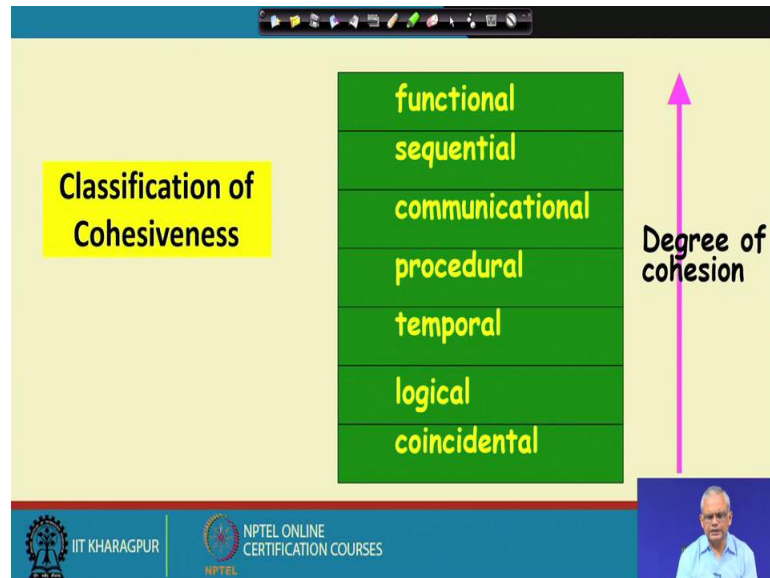 Classification of
Cohesiveness
functional
sequential
communicational
procedural
temporal
logical
coincidental
Degree of
cohesion
IIT KHARAGPUR
NPTEL
NPTEL ONLINE
CERTIFICATION COURSES